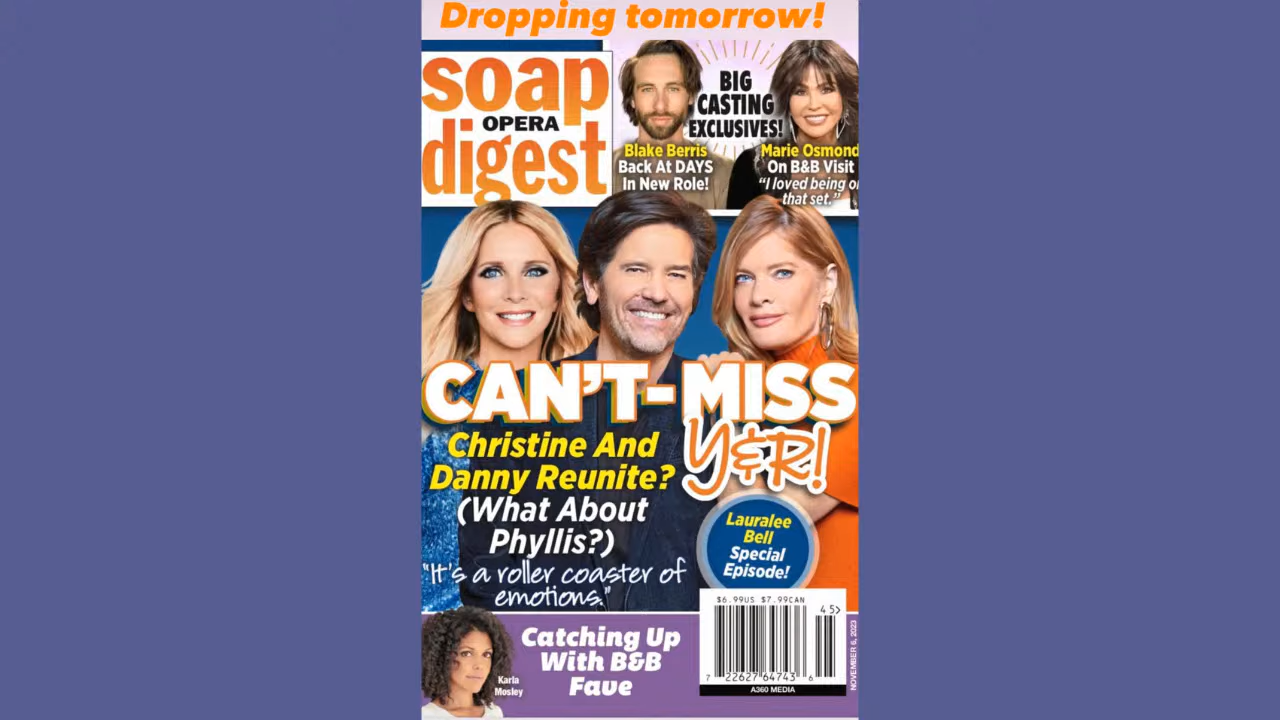 Dropping tomorrow!
soap
OPERA
digest
BIG
CASTING
EXCLUSIVES!
Blake Berris
Back At DAYS
In New Role!
Marie Osmond
On B&B Visit
"I loved being o
that set."
CAN'T-MISS
Y&R!
Christine And
Danny Reunite?
(What About
Phyllis?)
"It's a roller coaster of
emotions."
Lauralee
Bell
Special
Episode!
Karla
Mosley
Catching Up
With B&B
Fave
$6.99US $7.99CAN
45>
7 22627 64743 6
A360 MEDIA
NOVEMBER 6, 2023